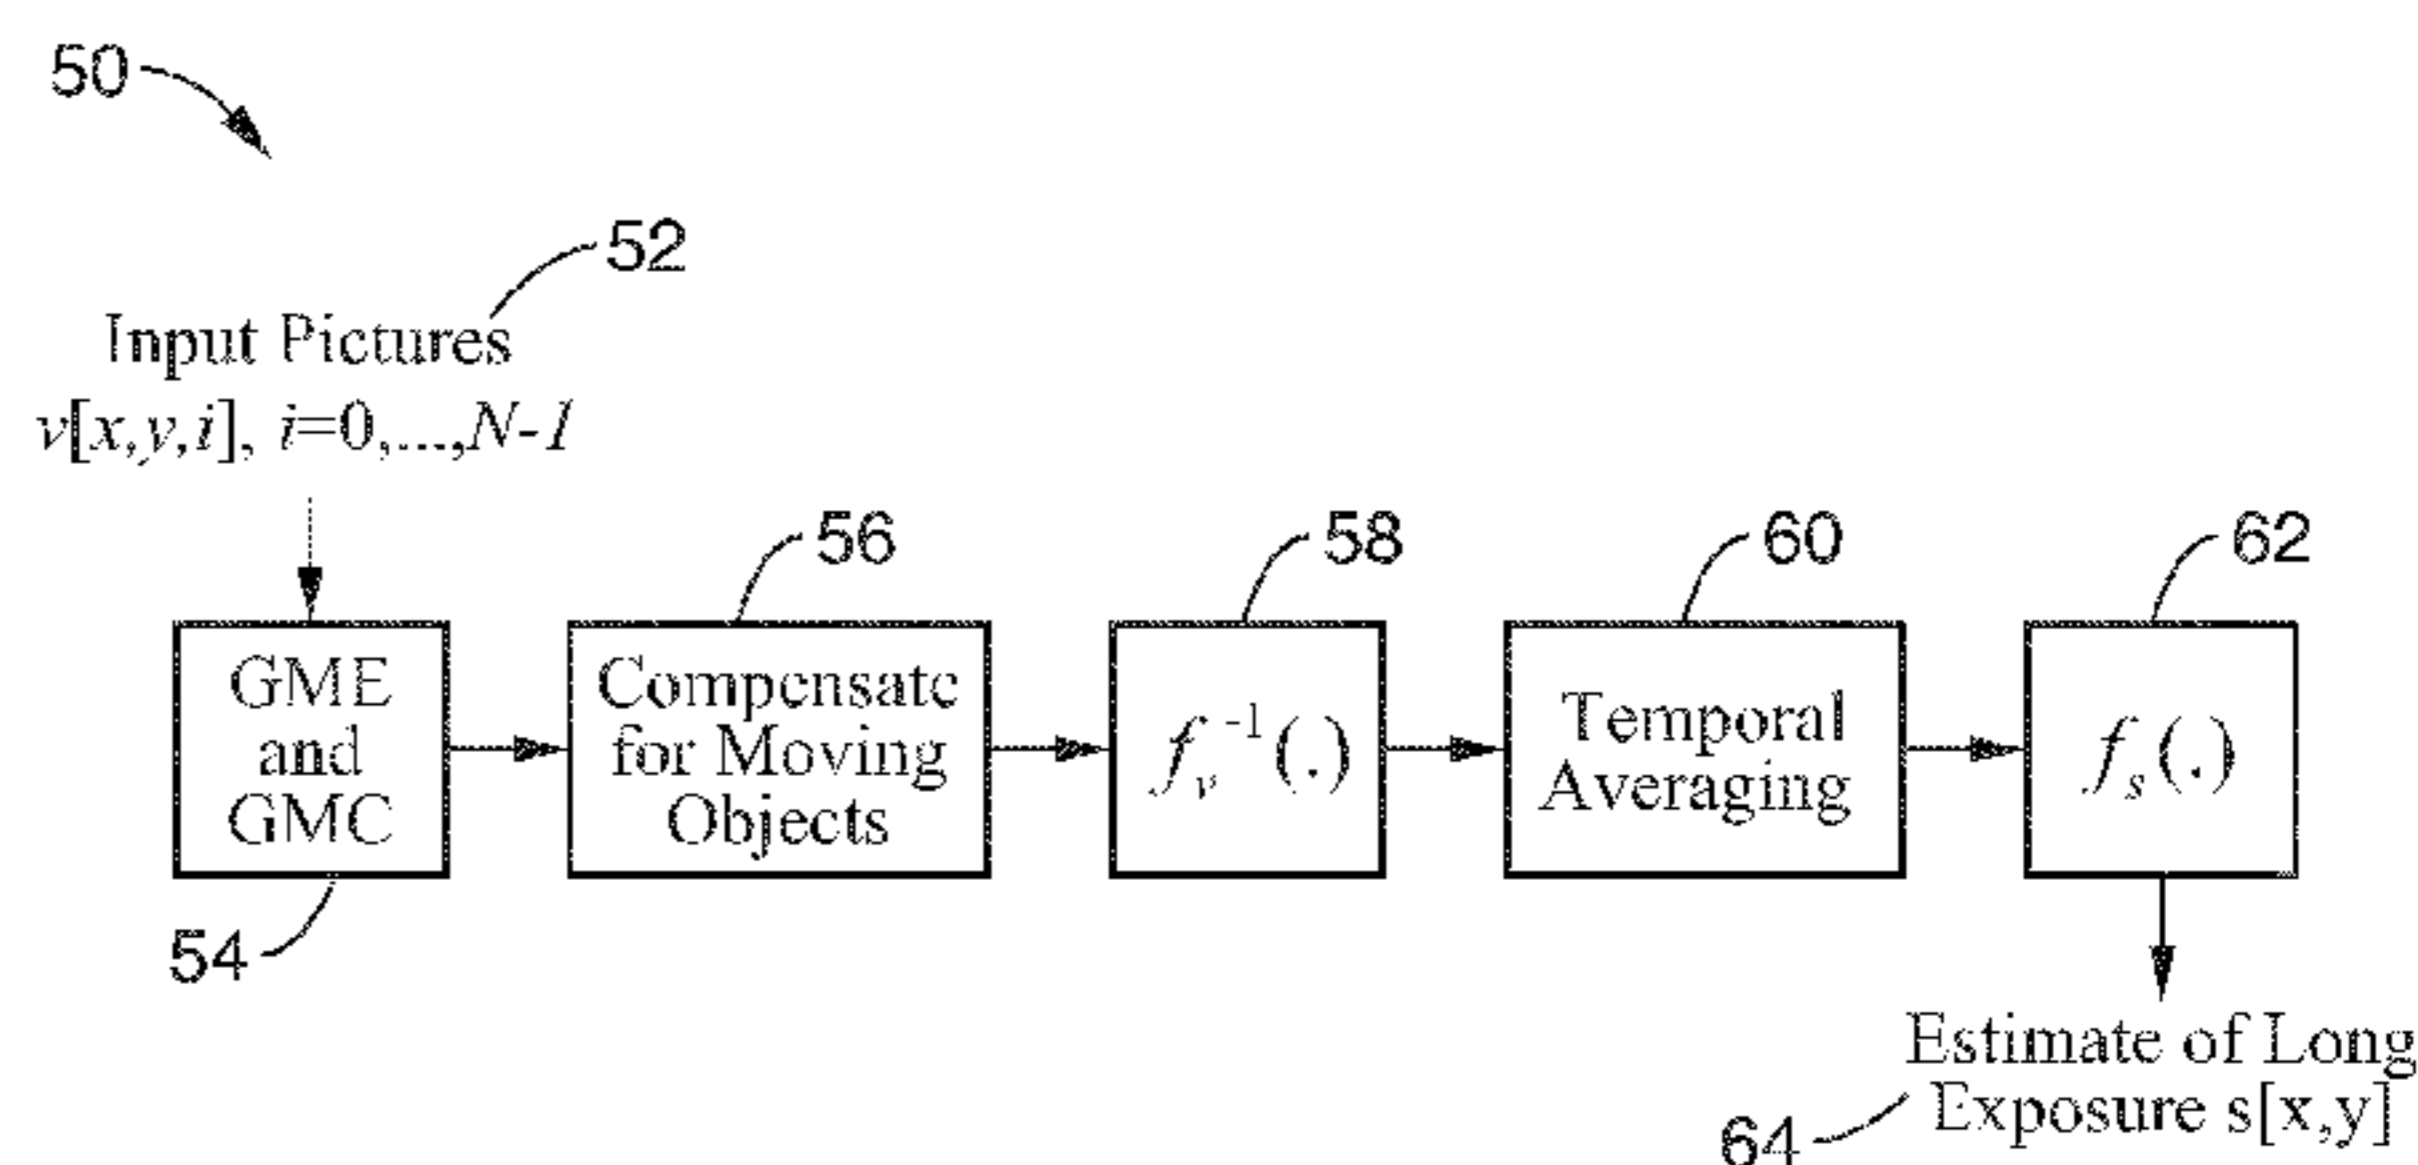 50
52
Input Pictures
v[x,y,i], i=0,...,N-1
56
58
60
62
GME
and
GMC
Compensate
for Moving
Objects
f_v^-1(.)
Temporal
Averaging
f_s(.)
54
Estimate of Long
Exposure s[x,y]
64